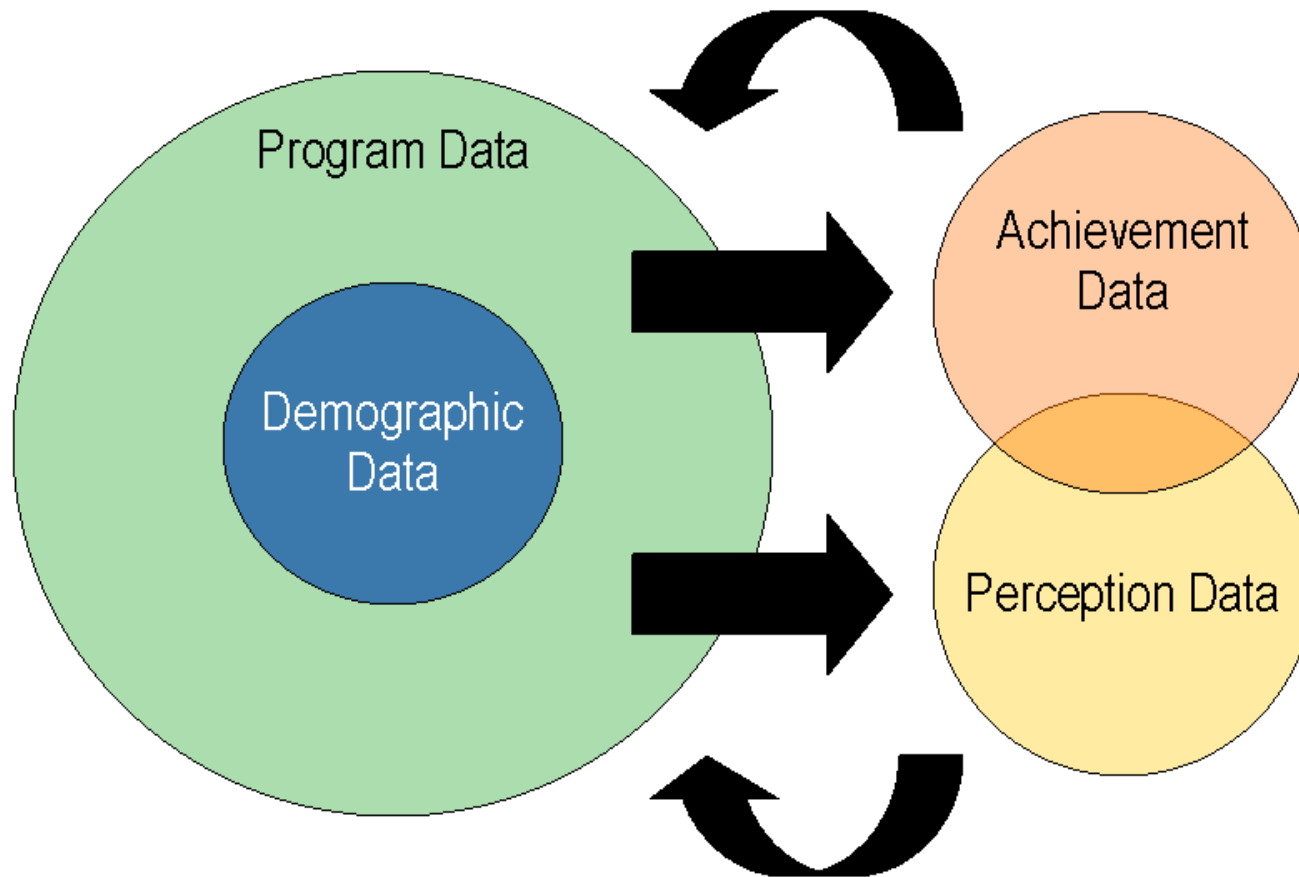 Program Data
Demographic
Data
Achievement
Data
Perception Data